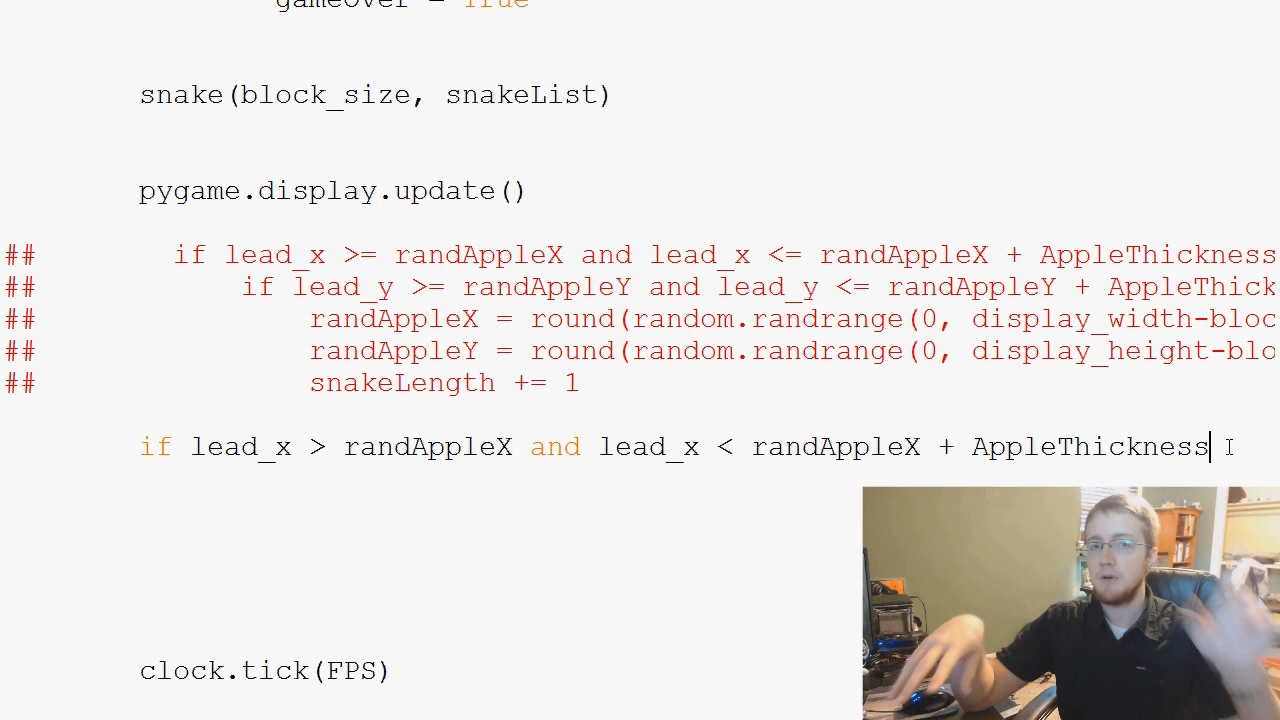 gameOver = True
snake(block_size, snakeList)
pygame.display.update()
## if lead_x >= randAppleX and lead_x <= randAppleX + AppleThickness
## if lead_y >= randAppleY and lead_y <= randAppleY + AppleThick
## randAppleX = round(random.randrange(0, display_width-bloc
## randAppleY = round(random.randrange(0, display_height-blo
## snakeLength += 1
if lead_x > randAppleX and lead_x < randAppleX + AppleThickness
clock.tick(FPS)